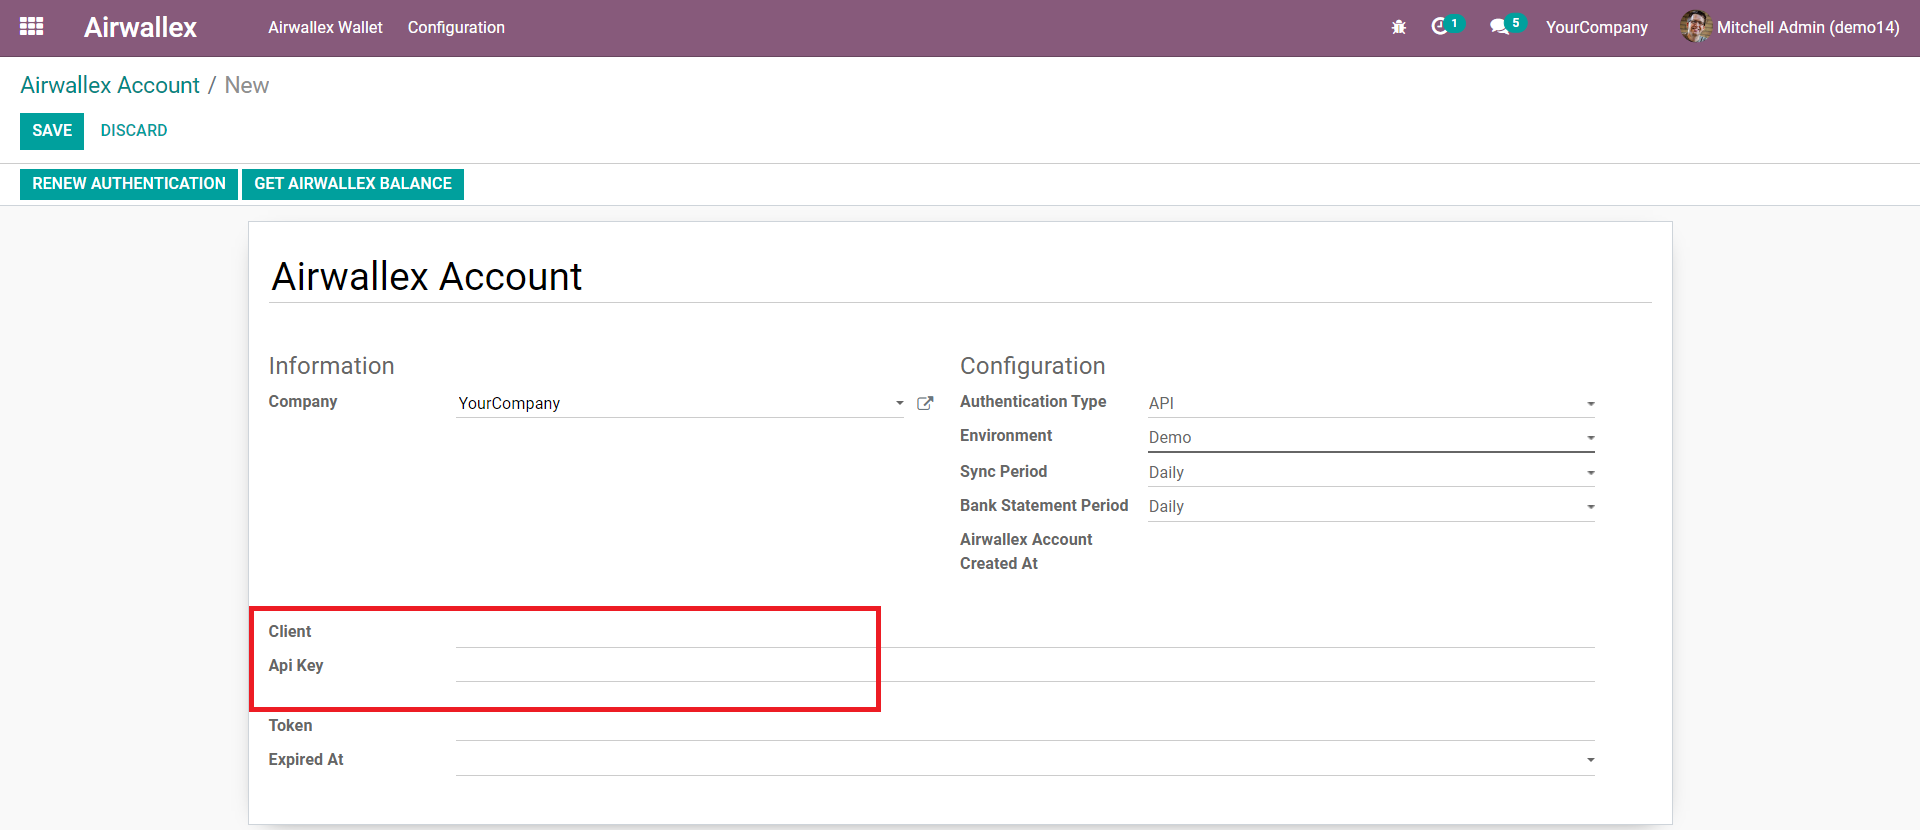 Airwallex Airwallex Wallet Configuration 1 5 YourCompany Mitchell Admin (demo14)
Airwallex Account / New
SAVE DISCARD
RENEW AUTHENTICATION GET AIRWALLEX BALANCE
Airwallex Account
Information
Company YourCompany
Configuration
Authentication Type API
Environment Demo
Sync Period Daily
Bank Statement Period Daily
Airwallex Account
Created At
Client
Api Key
Token
Expired At